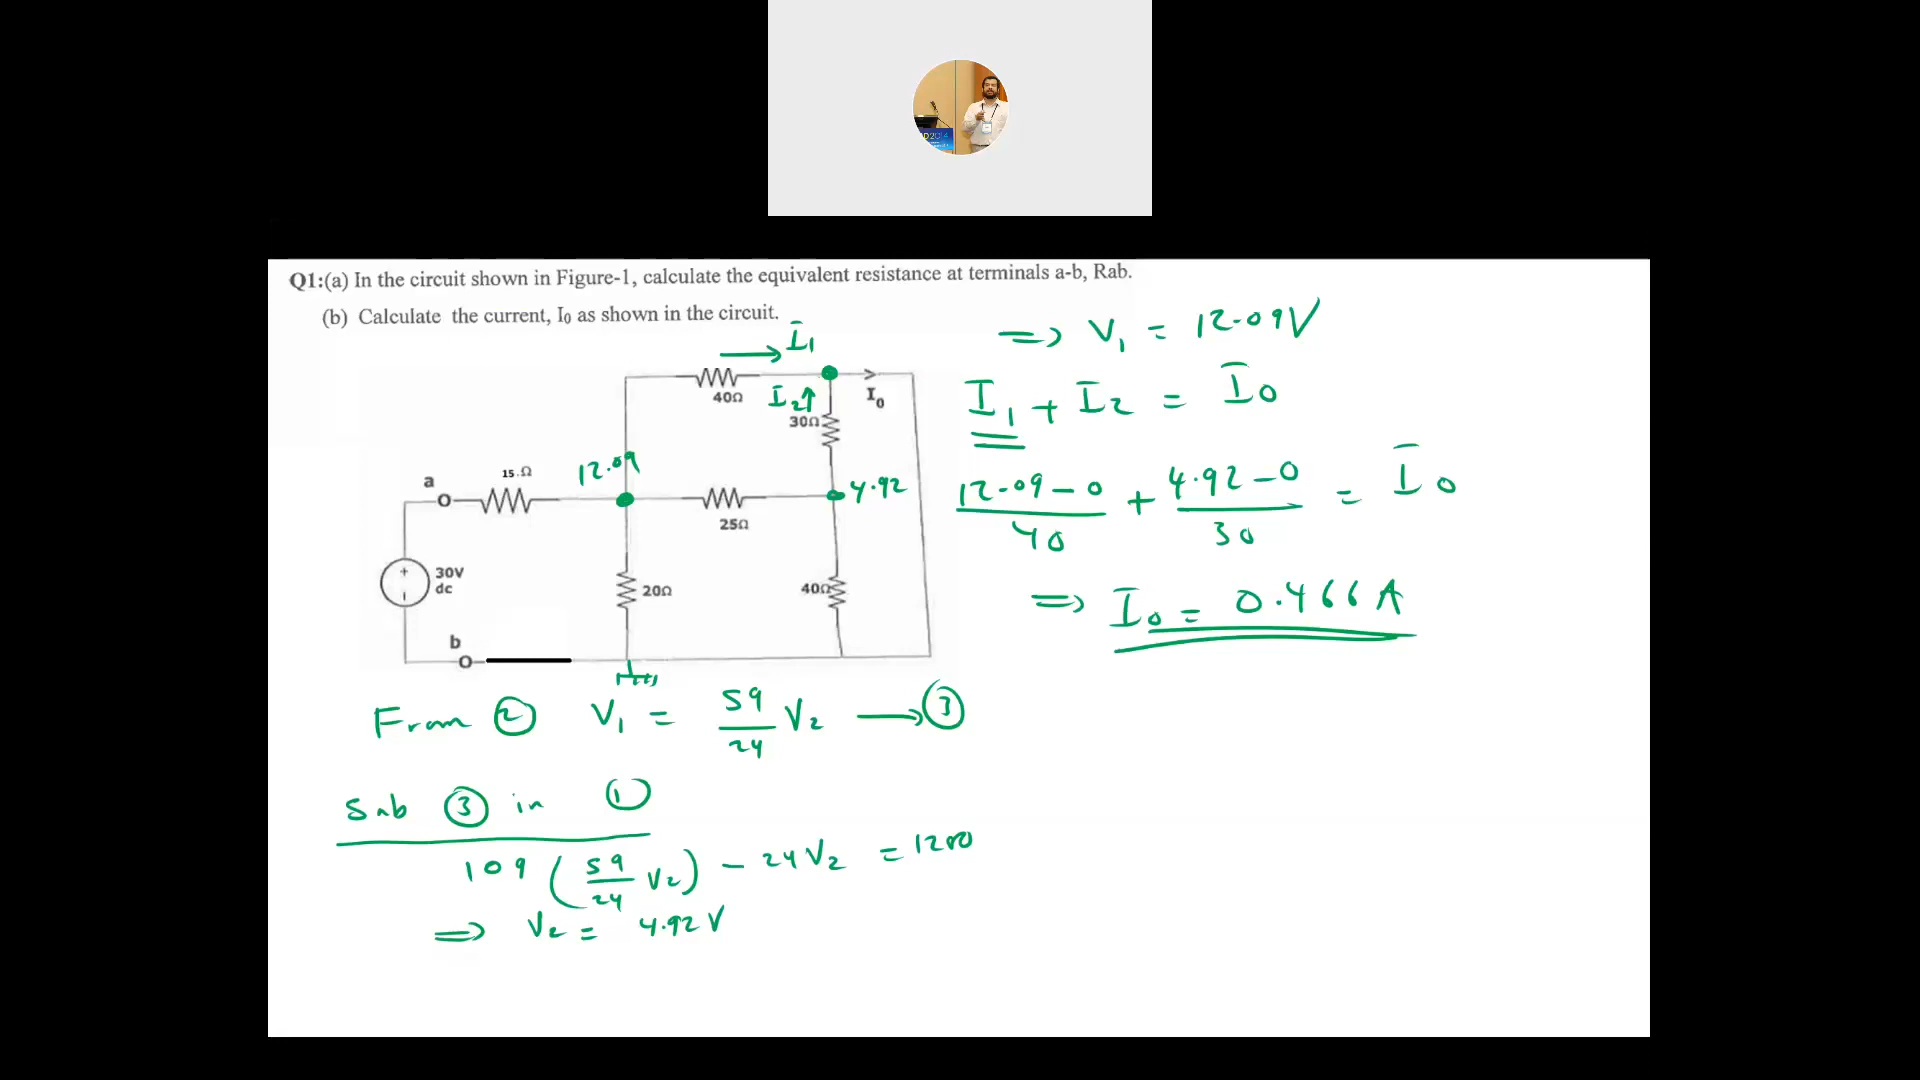 D2014
Q1:(a) In the circuit shown in Figure-1, calculate the equivalent resistance at terminals a-b, Rab.
(b) Calculate the current, I₀ as shown in the circuit.
I₁
40Ω
I₂↑
30Ω
I₀
12.09
a
15.Ω
4.92
25Ω
+
30V
dc
20Ω
40Ω
b
⇒ V₁ = 12.09V
I₁ + I₂ = I₀
12.09-0/40 + 4.92-0/30 = I₀
⇒ I₀ = 0.466 A
From ② V₁ = 59/24 V₂ → ③
Sub ③ in ①
109 (59/24 V₂) - 24V₂ = 1200
⇒ V₂ = 4.92 V